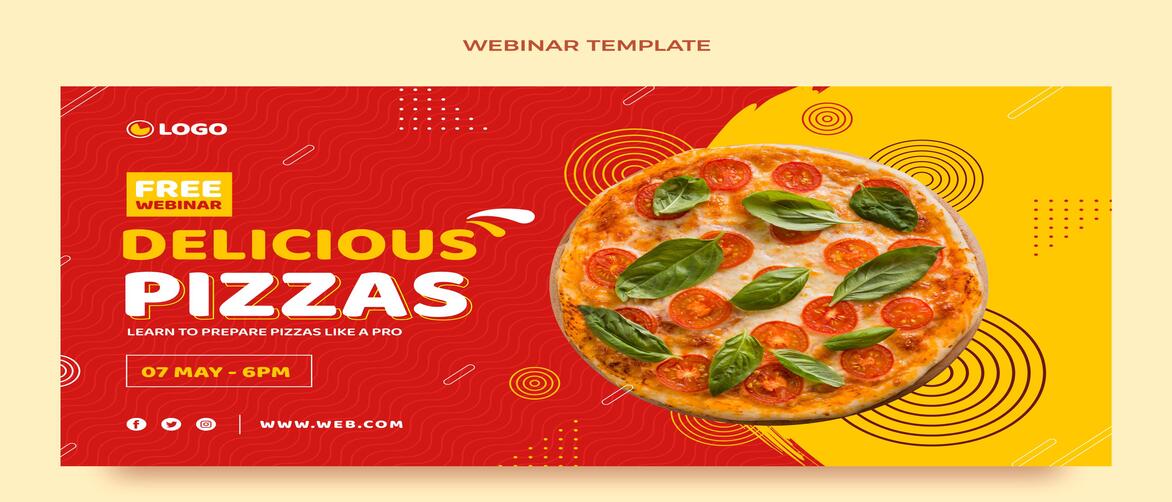 WEBINAR TEMPLATE
LOGO
FREE
WEBINAR
DELICIOUS
PIZZAS
LEARN TO PREPARE PIZZAS LIKE A PRO
07 MAY - 6PM
WWW.WEB.COM